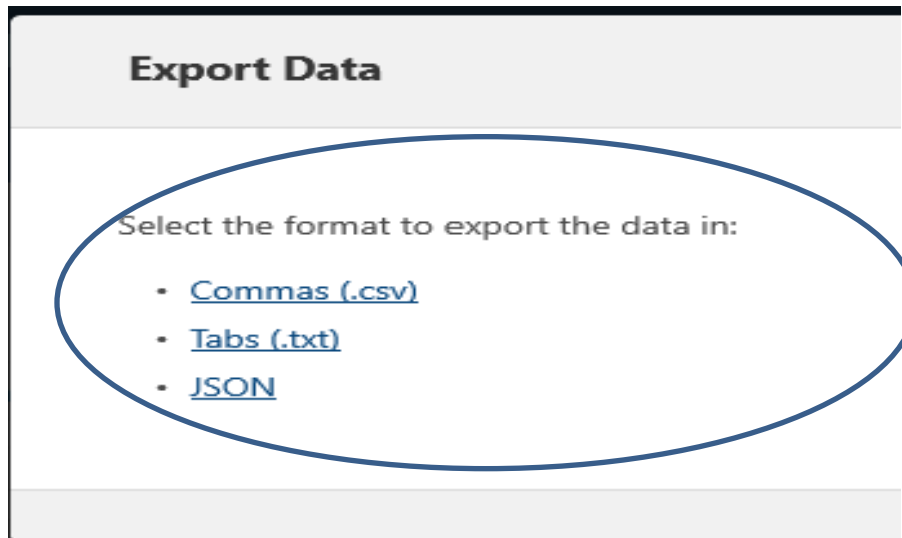 Export Data
Select the format to export the data in:
• Commas (.csv)
• Tabs (.txt)
• JSON